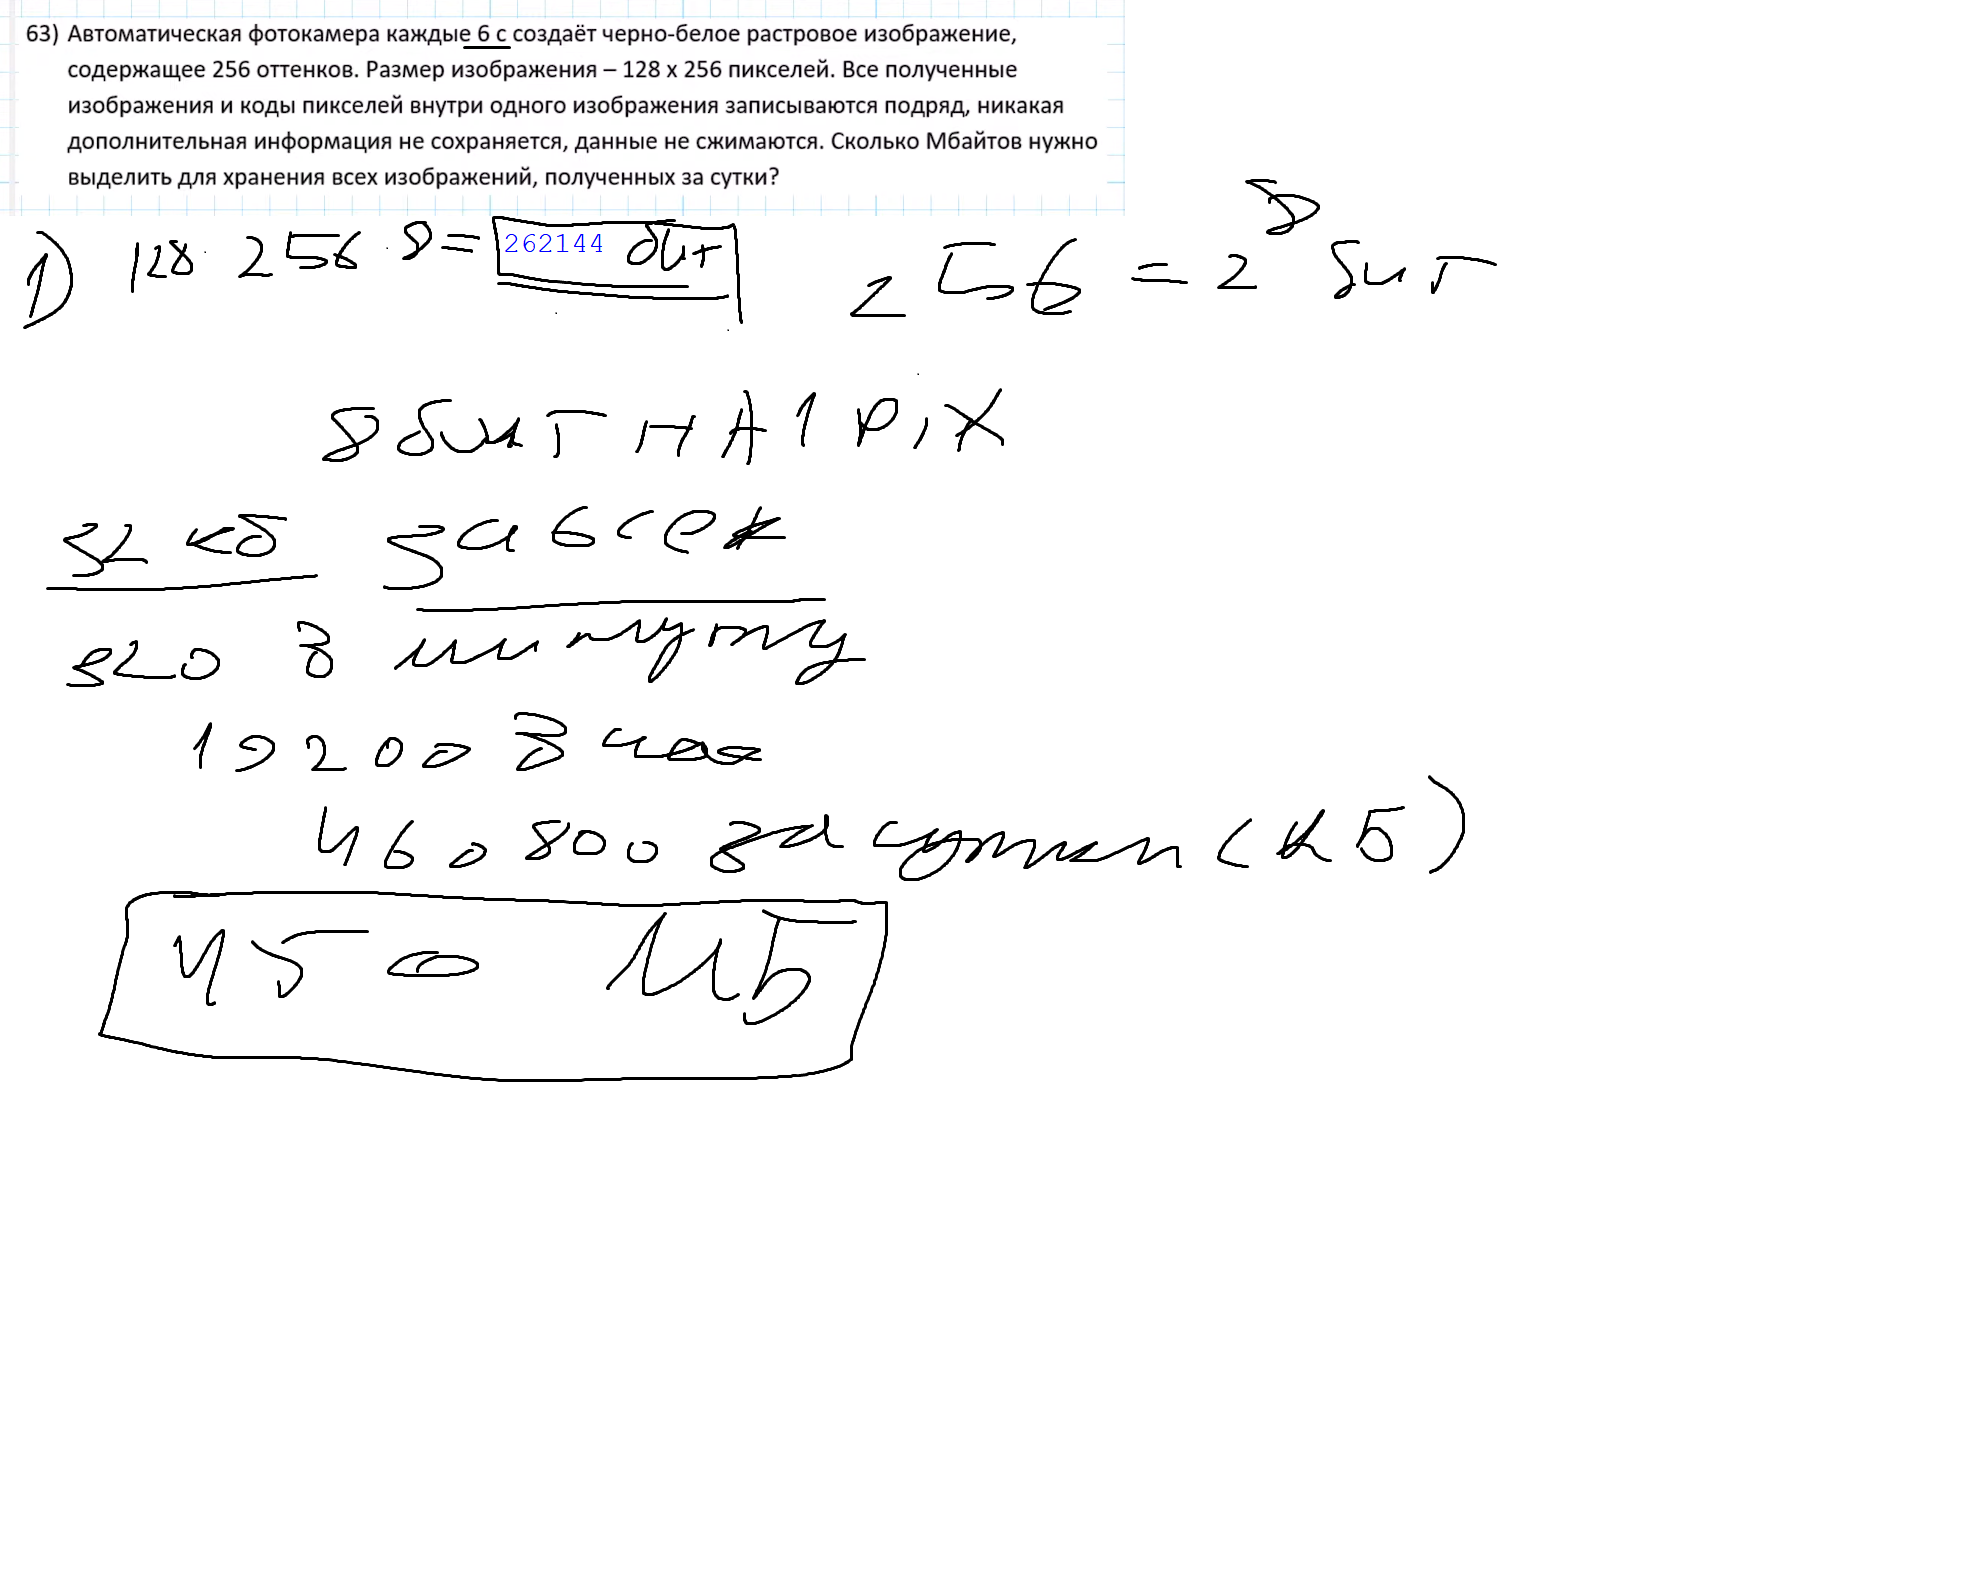 63) Автоматическая фотокамера каждые 6 с создаёт черно-белое растровое изображение,
содержащее 256 оттенков. Размер изображения – 128 x 256 пикселей. Все полученные
изображения и коды пикселей внутри одного изображения записываются подряд, никакая
дополнительная информация не сохраняется, данные не сжимаются. Сколько Мбайтов нужно
выделить для хранения всех изображений, полученных за сутки?
1) 128 · 256 · 8 = 262144 бит
256 = 2^8 бит
8 бит НА 1 PiX
32 кб за 6 сек
320 в минуту
19200 в час
460800 за сутки (кБ)
450 МБ